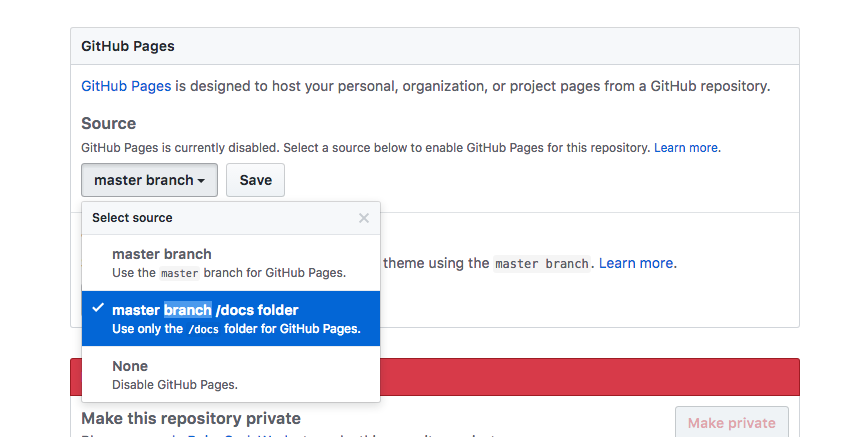 GitHub Pages
GitHub Pages is designed to host your personal, organization, or project pages from a GitHub repository.
Source
GitHub Pages is currently disabled. Select a source below to enable GitHub Pages for this repository. Learn more.
master branch
Save
Select source
master branch
Use the master branch for GitHub Pages.
theme using the master branch. Learn more.
master branch /docs folder
Use only the /docs folder for GitHub Pages.
None
Disable GitHub Pages.
Make this repository private
Make private